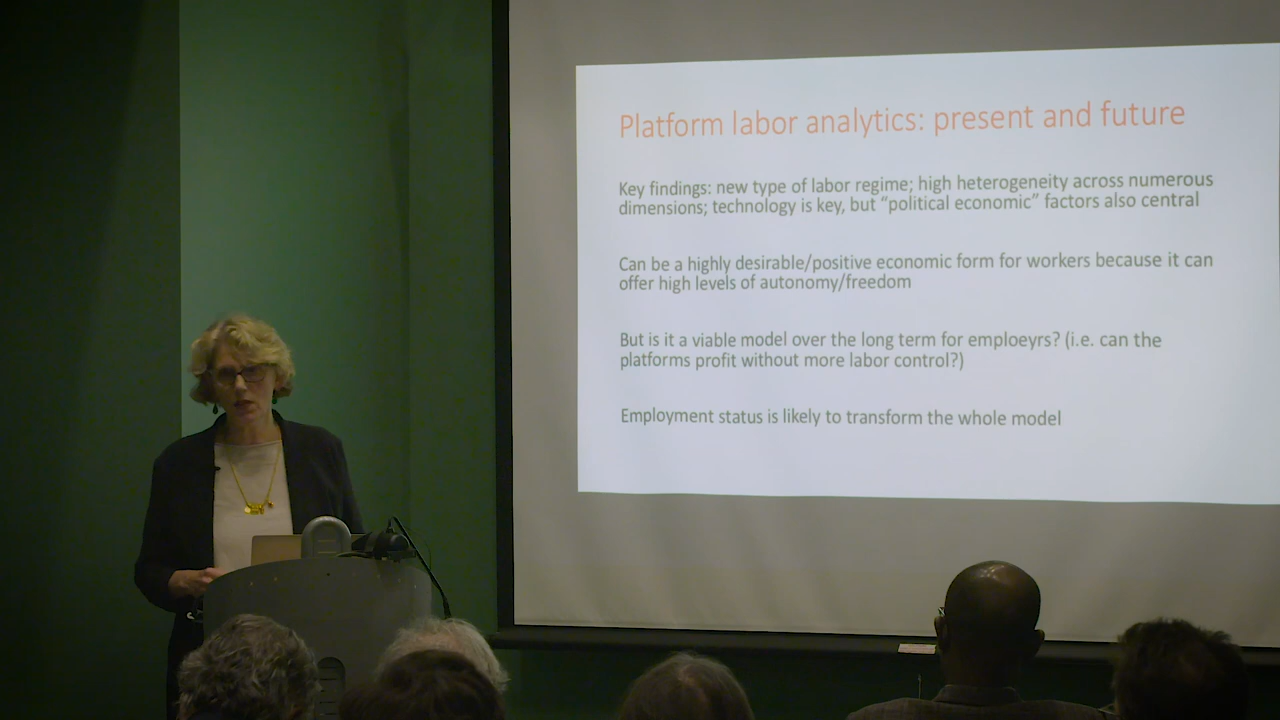 Platform labor analytics: present and future
Key findings: new type of labor regime; high heterogeneity across numerous
dimensions; technology is key, but “political economic” factors also central
Can be a highly desirable/positive economic form for workers because it can
offer high levels of autonomy/freedom
But is it a viable model over the long term for emploeyrs? (i.e. can the
platforms profit without more labor control?)
Employment status is likely to transform the whole model